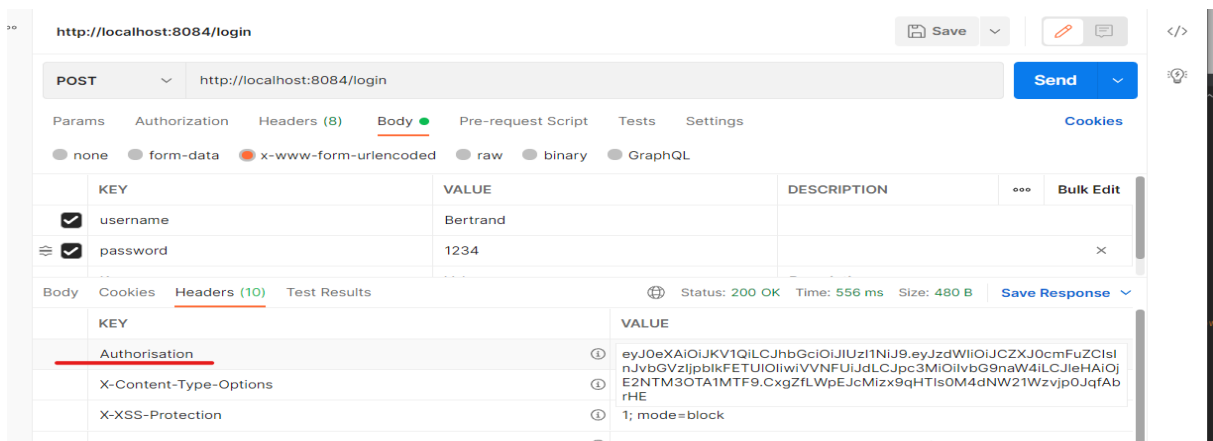 http://localhost:8084/login Save
POST http://localhost:8084/login Send
Params Authorization Headers (8) Body Pre-request Script Tests Settings Cookies
none form-data x-www-form-urlencoded raw binary GraphQL
KEY VALUE DESCRIPTION Bulk Edit
username Bertrand
password 1234
Body Cookies Headers (10) Test Results Status: 200 OK Time: 556 ms Size: 480 B Save Response
KEY VALUE
Authorisation eyJ0eXAiOiJKV1QiLCJhbGciOiJIUzI1NiJ9.eyJzdWIiOiJCZXJ0cmFuZCIsI
nJvbGVzIjpbIkFETUlOIiwiVVNFUiJdLCJpc3MiOiIvbG9naW4iLCJleHAiOj
E2NTM3OTA1MTF9.CxgZfLWpEJcMizx9qHTls0M4dNW21Wzvjp0JqfAb
rHE
X-Content-Type-Options
X-XSS-Protection 1; mode=block